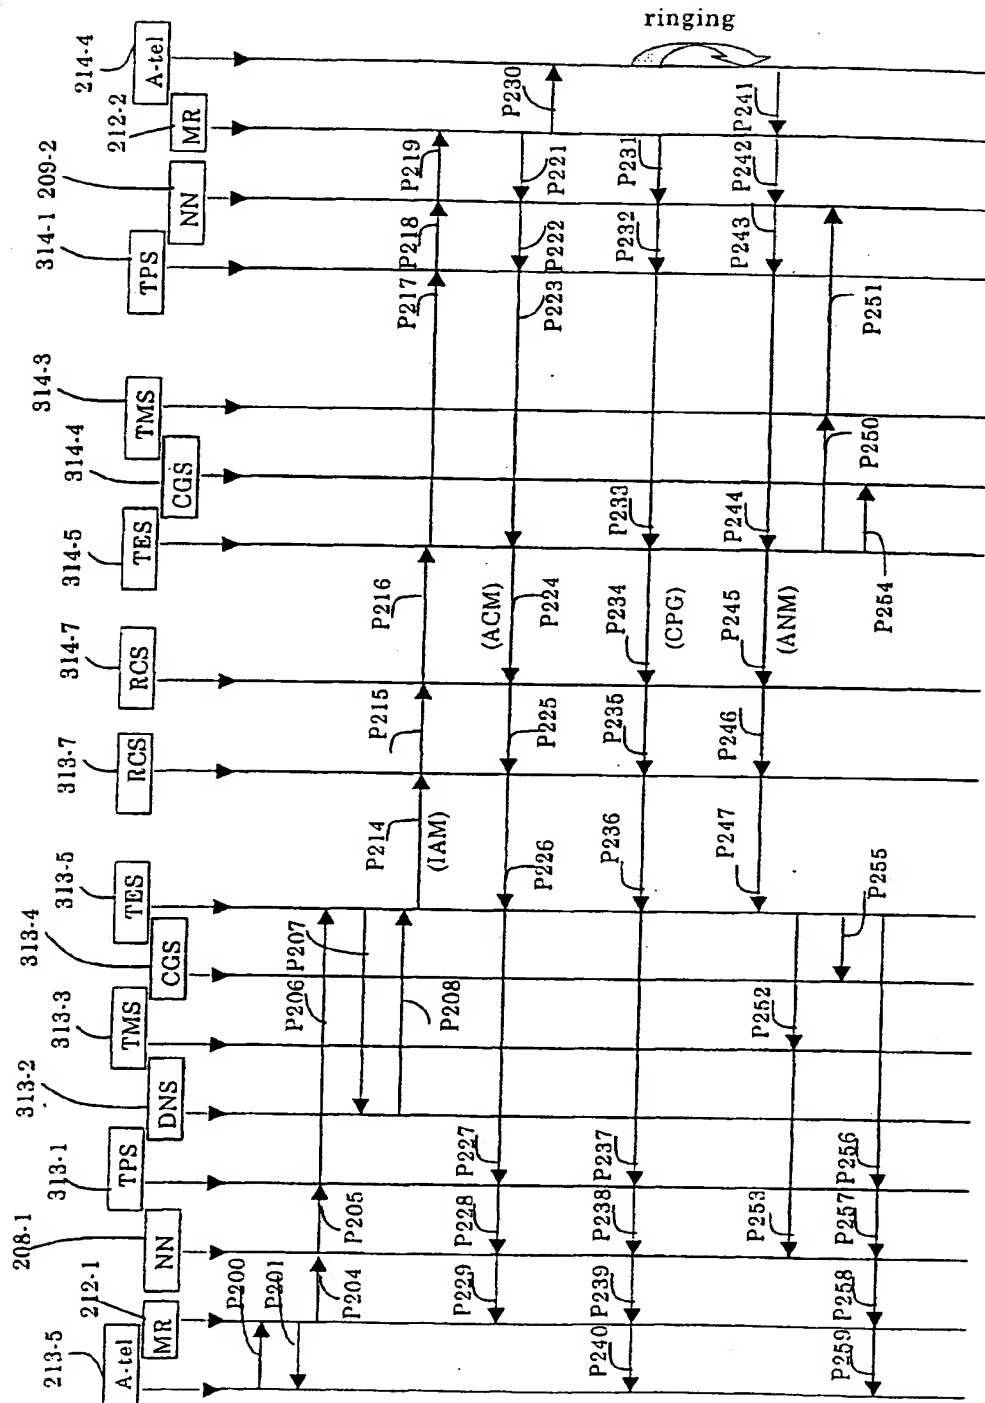 213-5
A-tel
212-1
MR
208-1
NN
313-1
TPS
313-2
DNS
313-3
TMS
313-4
CGS
313-5
TES
313-7
RCS
314-7
RCS
314-5
TES
314-4
CGS
314-3
TMS
314-1
TPS
209-2
NN
212-2
MR
214-4
A-tel
ringing
P200
P201
P204
P205
P206
P207
P208
P214
(IAM)
P215
P216
P217
P218
P219
P221
P222
P223
(ACM)
P224
P225
P226
P227
P228
P229
P230
P231
P232
P233
P234
(CPG)
P235
P236
P237
P238
P239
P240
P241
P242
P243
P244
P245
(ANM)
P246
P247
P250
P251
P252
P253
P254
P255
P256
P257
P258
P259